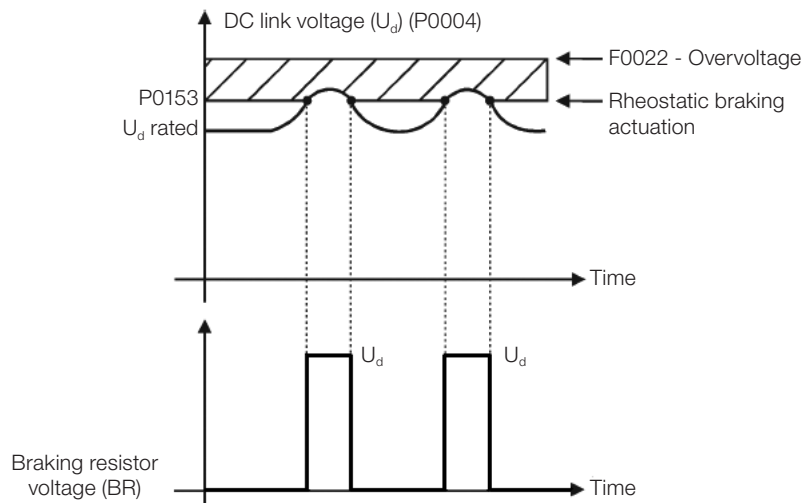 DC link voltage (Ud) (P0004)
F0022 - Overvoltage
P0153
Rheostatic braking
actuation
Ud rated
Time
Ud
Ud
Braking resistor
voltage (BR)
Time